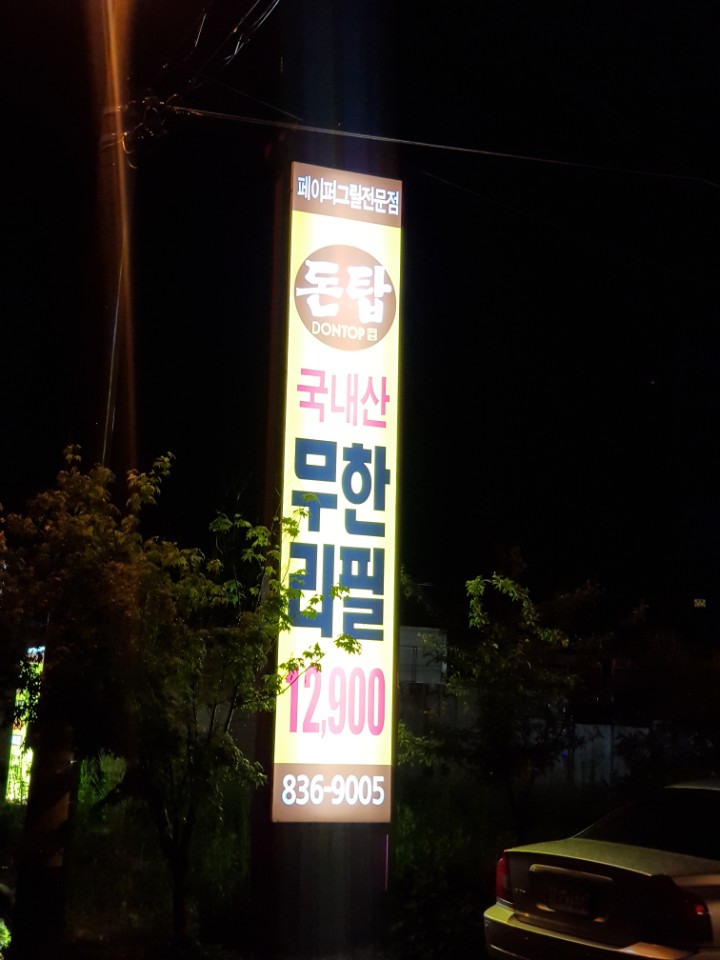 페이퍼그릴전문점
돈탑
DONTOP
국내산
무한
리필
12,900
836-9005